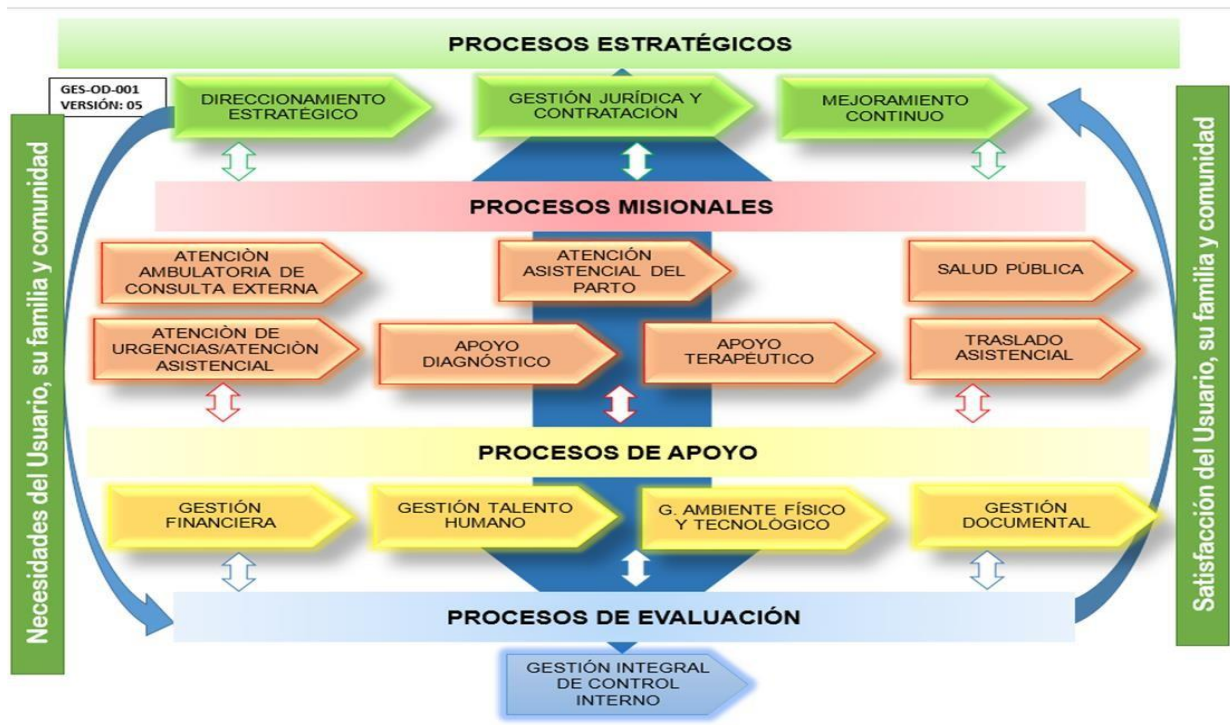 PROCESOS ESTRATÉGICOS
GES-OD-001
VERSIÓN: 05
DIRECCIONAMIENTO
ESTRATÉGICO
GESTIÓN JURÍDICA Y
CONTRATACIÓN
MEJORAMIENTO
CONTINUO
Necesidades del Usuario, su familia y comunidad
PROCESOS MISIONALES
ATENCIÒN
AMBULATORIA DE
CONSULTA EXTERNA
ATENCIÓN
ASISTENCIAL DEL
PARTO
SALUD PÚBLICA
ATENCIÒN DE
URGENCIAS/ATENCIÒN
ASISTENCIAL
APOYO
DIAGNÓSTICO
APOYO
TERAPÉUTICO
TRASLADO
ASISTENCIAL
PROCESOS DE APOYO
GESTIÓN
FINANCIERA
GESTIÓN TALENTO
HUMANO
G. AMBIENTE FÍSICO
Y TECNOLÒGICO
GESTIÓN
DOCUMENTAL
PROCESOS DE EVALUACIÓN
GESTIÓN INTEGRAL
DE CONTROL
INTERNO
Satisfacción del Usuario, su familia y comunidad